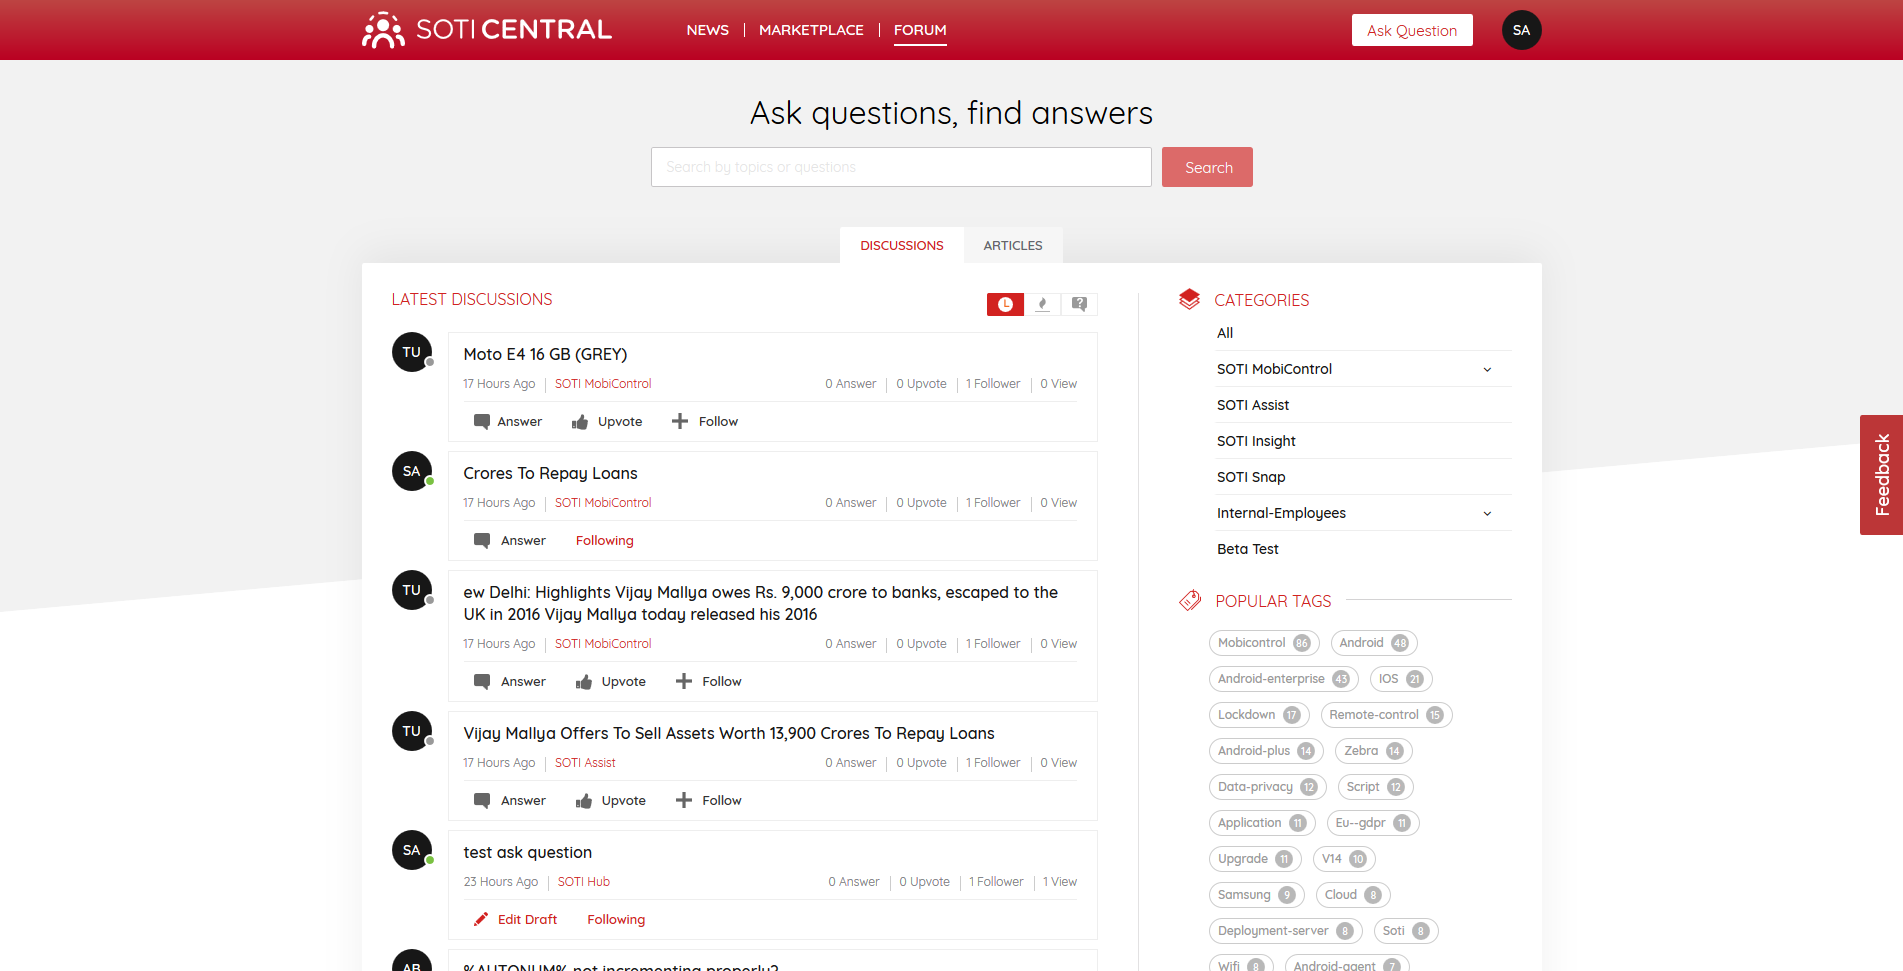 SOTI CENTRAL
NEWS
MARKETPLACE
FORUM
Ask Question
SA
Ask questions, find answers
Search by topics or questions
Search
DISCUSSIONS
ARTICLES
LATEST DISCUSSIONS
TU
Moto E4 16 GB (GREY)
17 Hours Ago SOTI MobiControl 0 Answer 0 Upvote 1 Follower 0 View
Answer Upvote Follow
SA
Crores To Repay Loans
17 Hours Ago SOTI MobiControl 0 Answer 0 Upvote 1 Follower 0 View
Answer Following
TU
ew Delhi: Highlights Vijay Mallya owes Rs. 9,000 crore to banks, escaped to the
UK in 2016 Vijay Mallya today released his 2016
17 Hours Ago SOTI MobiControl 0 Answer 0 Upvote 1 Follower 0 View
Answer Upvote Follow
TU
Vijay Mallya Offers To Sell Assets Worth 13,900 Crores To Repay Loans
17 Hours Ago SOTI Assist 0 Answer 0 Upvote 1 Follower 0 View
Answer Upvote Follow
SA
test ask question
23 Hours Ago SOTI Hub 0 Answer 0 Upvote 1 Follower 1 View
Edit Draft Following
AB
%AUTONUM% not incrementing properly?
CATEGORIES
All
SOTI MobiControl
SOTI Assist
SOTI Insight
SOTI Snap
Internal-Employees
Beta Test
POPULAR TAGS
Mobicontrol 86 Android 48
Android-enterprise 43 IOS 21
Lockdown 17 Remote-control 15
Android-plus 14 Zebra 14
Data-privacy 12 Script 12
Application 11 Eu--gdpr 11
Upgrade 11 V14 10
Samsung 9 Cloud 8
Deployment-server 8 Soti 8
Wifi 8 Android-agent 7
Feedback